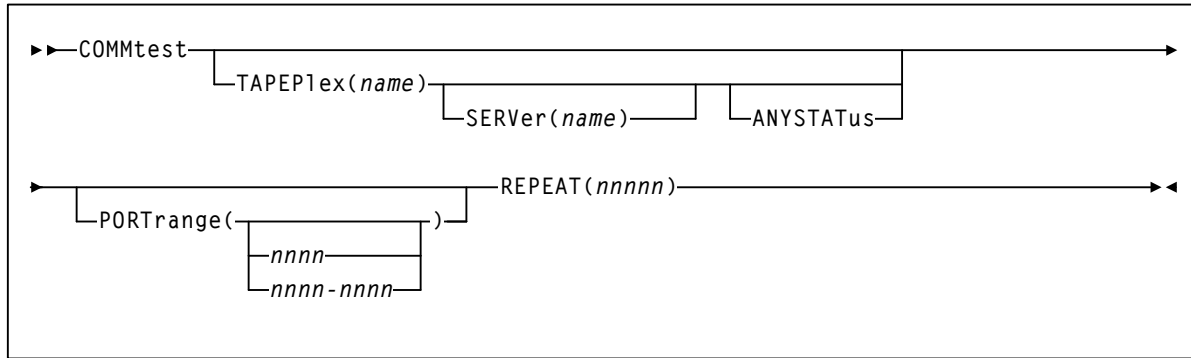 COMMtest
TAPEPlex(name)
SERVer(name)
ANYSTATus
REPEAT(nnnnn)
PORTrange( )
nnnn
nnnn-nnnn